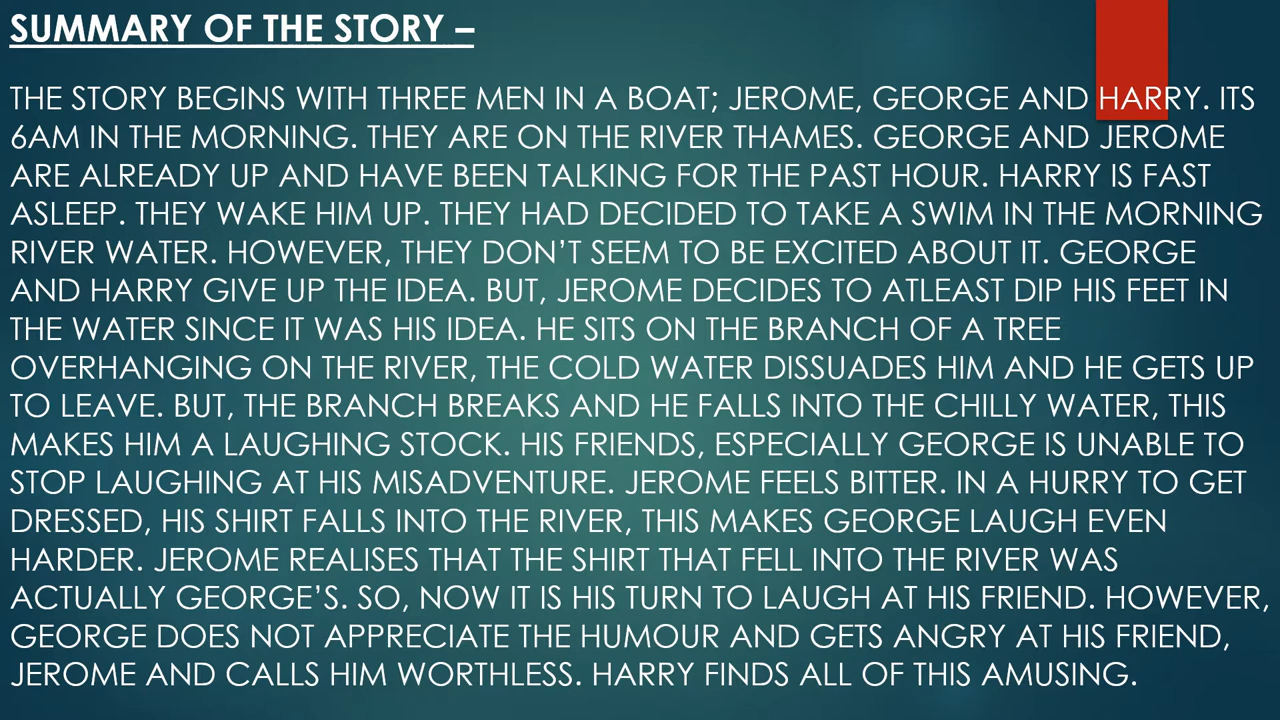 SUMMARY OF THE STORY –
THE STORY BEGINS WITH THREE MEN IN A BOAT; JEROME, GEORGE AND HARRY. ITS
6AM IN THE MORNING. THEY ARE ON THE RIVER THAMES. GEORGE AND JEROME
ARE ALREADY UP AND HAVE BEEN TALKING FOR THE PAST HOUR. HARRY IS FAST
ASLEEP. THEY WAKE HIM UP. THEY HAD DECIDED TO TAKE A SWIM IN THE MORNING
RIVER WATER. HOWEVER, THEY DON'T SEEM TO BE EXCITED ABOUT IT. GEORGE
AND HARRY GIVE UP THE IDEA. BUT, JEROME DECIDES TO ATLEAST DIP HIS FEET IN
THE WATER SINCE IT WAS HIS IDEA. HE SITS ON THE BRANCH OF A TREE
OVERHANGING ON THE RIVER, THE COLD WATER DISSUADES HIM AND HE GETS UP
TO LEAVE. BUT, THE BRANCH BREAKS AND HE FALLS INTO THE CHILLY WATER, THIS
MAKES HIM A LAUGHING STOCK. HIS FRIENDS, ESPECIALLY GEORGE IS UNABLE TO
STOP LAUGHING AT HIS MISADVENTURE. JEROME FEELS BITTER. IN A HURRY TO GET
DRESSED, HIS SHIRT FALLS INTO THE RIVER, THIS MAKES GEORGE LAUGH EVEN
HARDER. JEROME REALISES THAT THE SHIRT THAT FELL INTO THE RIVER WAS
ACTUALLY GEORGE'S. SO, NOW IT IS HIS TURN TO LAUGH AT HIS FRIEND. HOWEVER,
GEORGE DOES NOT APPRECIATE THE HUMOUR AND GETS ANGRY AT HIS FRIEND,
JEROME AND CALLS HIM WORTHLESS. HARRY FINDS ALL OF THIS AMUSING.